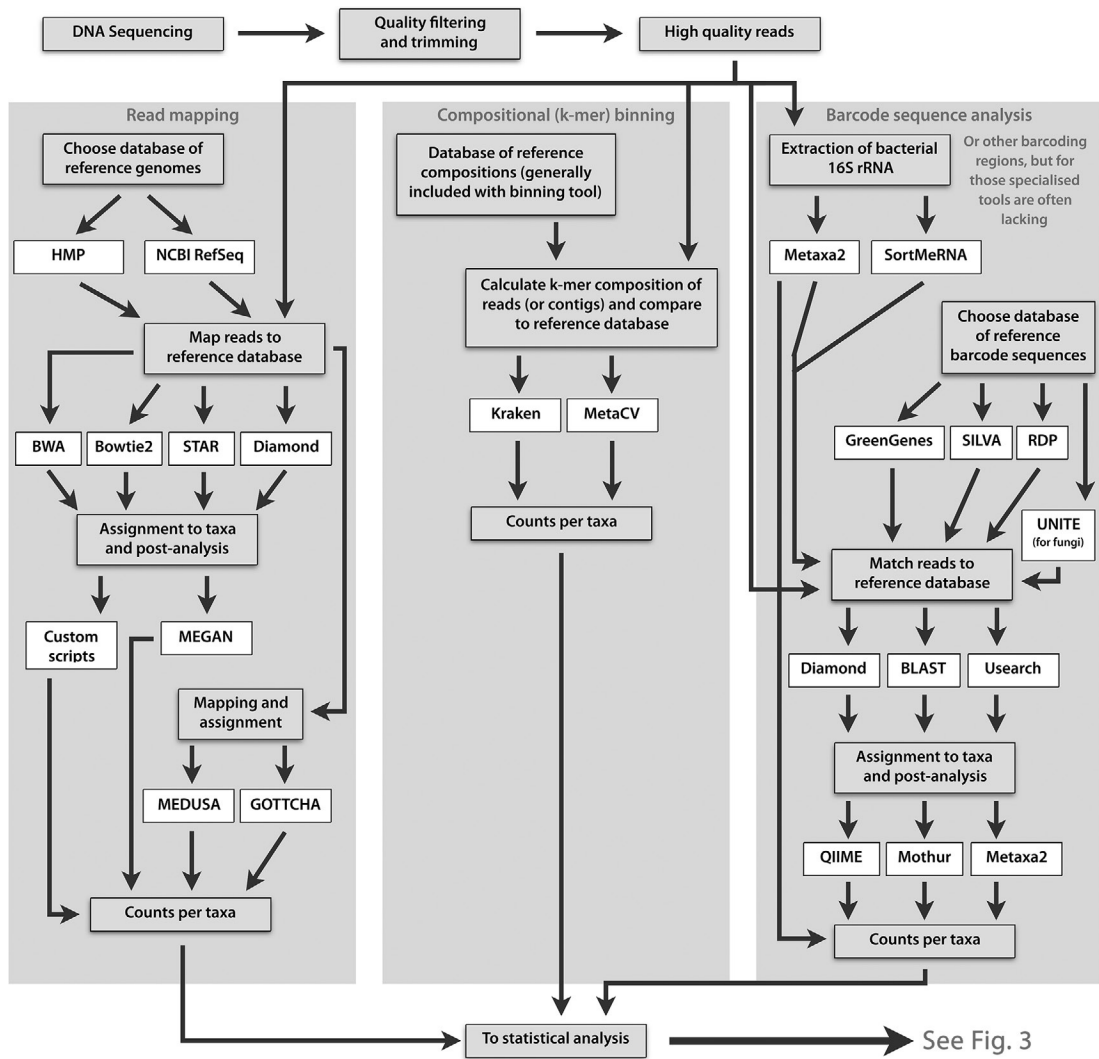 DNA Sequencing
Quality filtering
and trimming
High quality reads
Read mapping
Choose database of
reference genomes
HMP
NCBI RefSeq
Map reads to
reference database
BWA
Bowtie2
STAR
Diamond
Assignment to taxa
and post-analysis
Custom
scripts
MEGAN
Mapping and
assignment
MEDUSA
GOTTCHA
Counts per taxa
Compositional (k-mer) binning
Database of reference
compositions (generally
included with binning tool)
Calculate k-mer composition of
reads (or contigs) and compare
to reference database
Kraken
MetaCV
Counts per taxa
Barcode sequence analysis
Extraction of bacterial
16S rRNA
Or other barcoding
regions, but for
those specialised
tools are often
lacking
Metaxa2
SortMeRNA
Choose database
of reference
barcode sequences
GreenGenes
SILVA
RDP
UNITE
(for fungi)
Match reads to
reference database
Diamond
BLAST
Usearch
Assignment to taxa
and post-analysis
QIIME
Mothur
Metaxa2
Counts per taxa
To statistical analysis
See Fig. 3